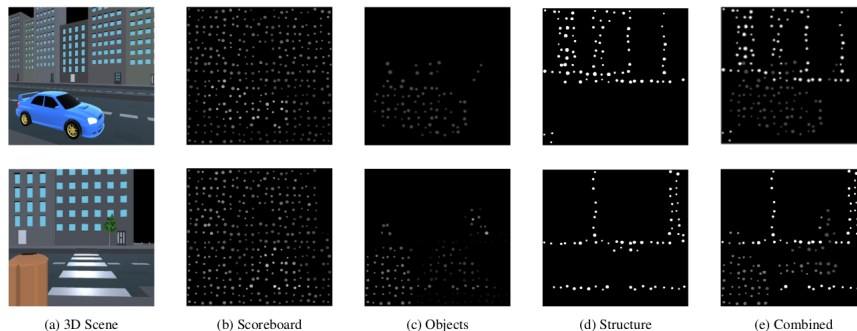 (a) 3D Scene
(b) Scoreboard
(c) Objects
(d) Structure
(e) Combined